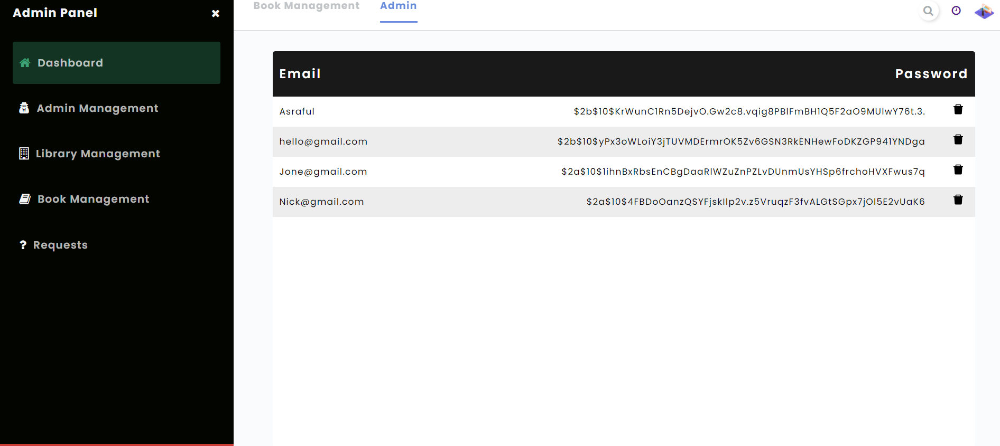 Admin Panel
Dashboard
Admin Management
Library Management
Book Management
Requests
Book Management
Admin
Email Password
Asraful $2b$10$KrWunC1Rn5DejvO.Gw2c8.vqig8PBlFmBH1Q5F2aO9MUlwY76t.3.
hello@gmail.com $2b$10$yPx3oWLoiY3jTUVMDErmrOK5Zv6GSN3RkENHewFoDKZGP941YNDga
Jone@gmail.com $2a$10$1ihnBxRbsEnCBgDaaRlWZuZnPZLvDUnmUsYHSp6frchoHVXFwus7q
Nick@gmail.com $2a$10$4FBDoOanzQSYFjskIlp2v.z5VruqzF3fvALGtSGpx7jOl5E2vUaK6